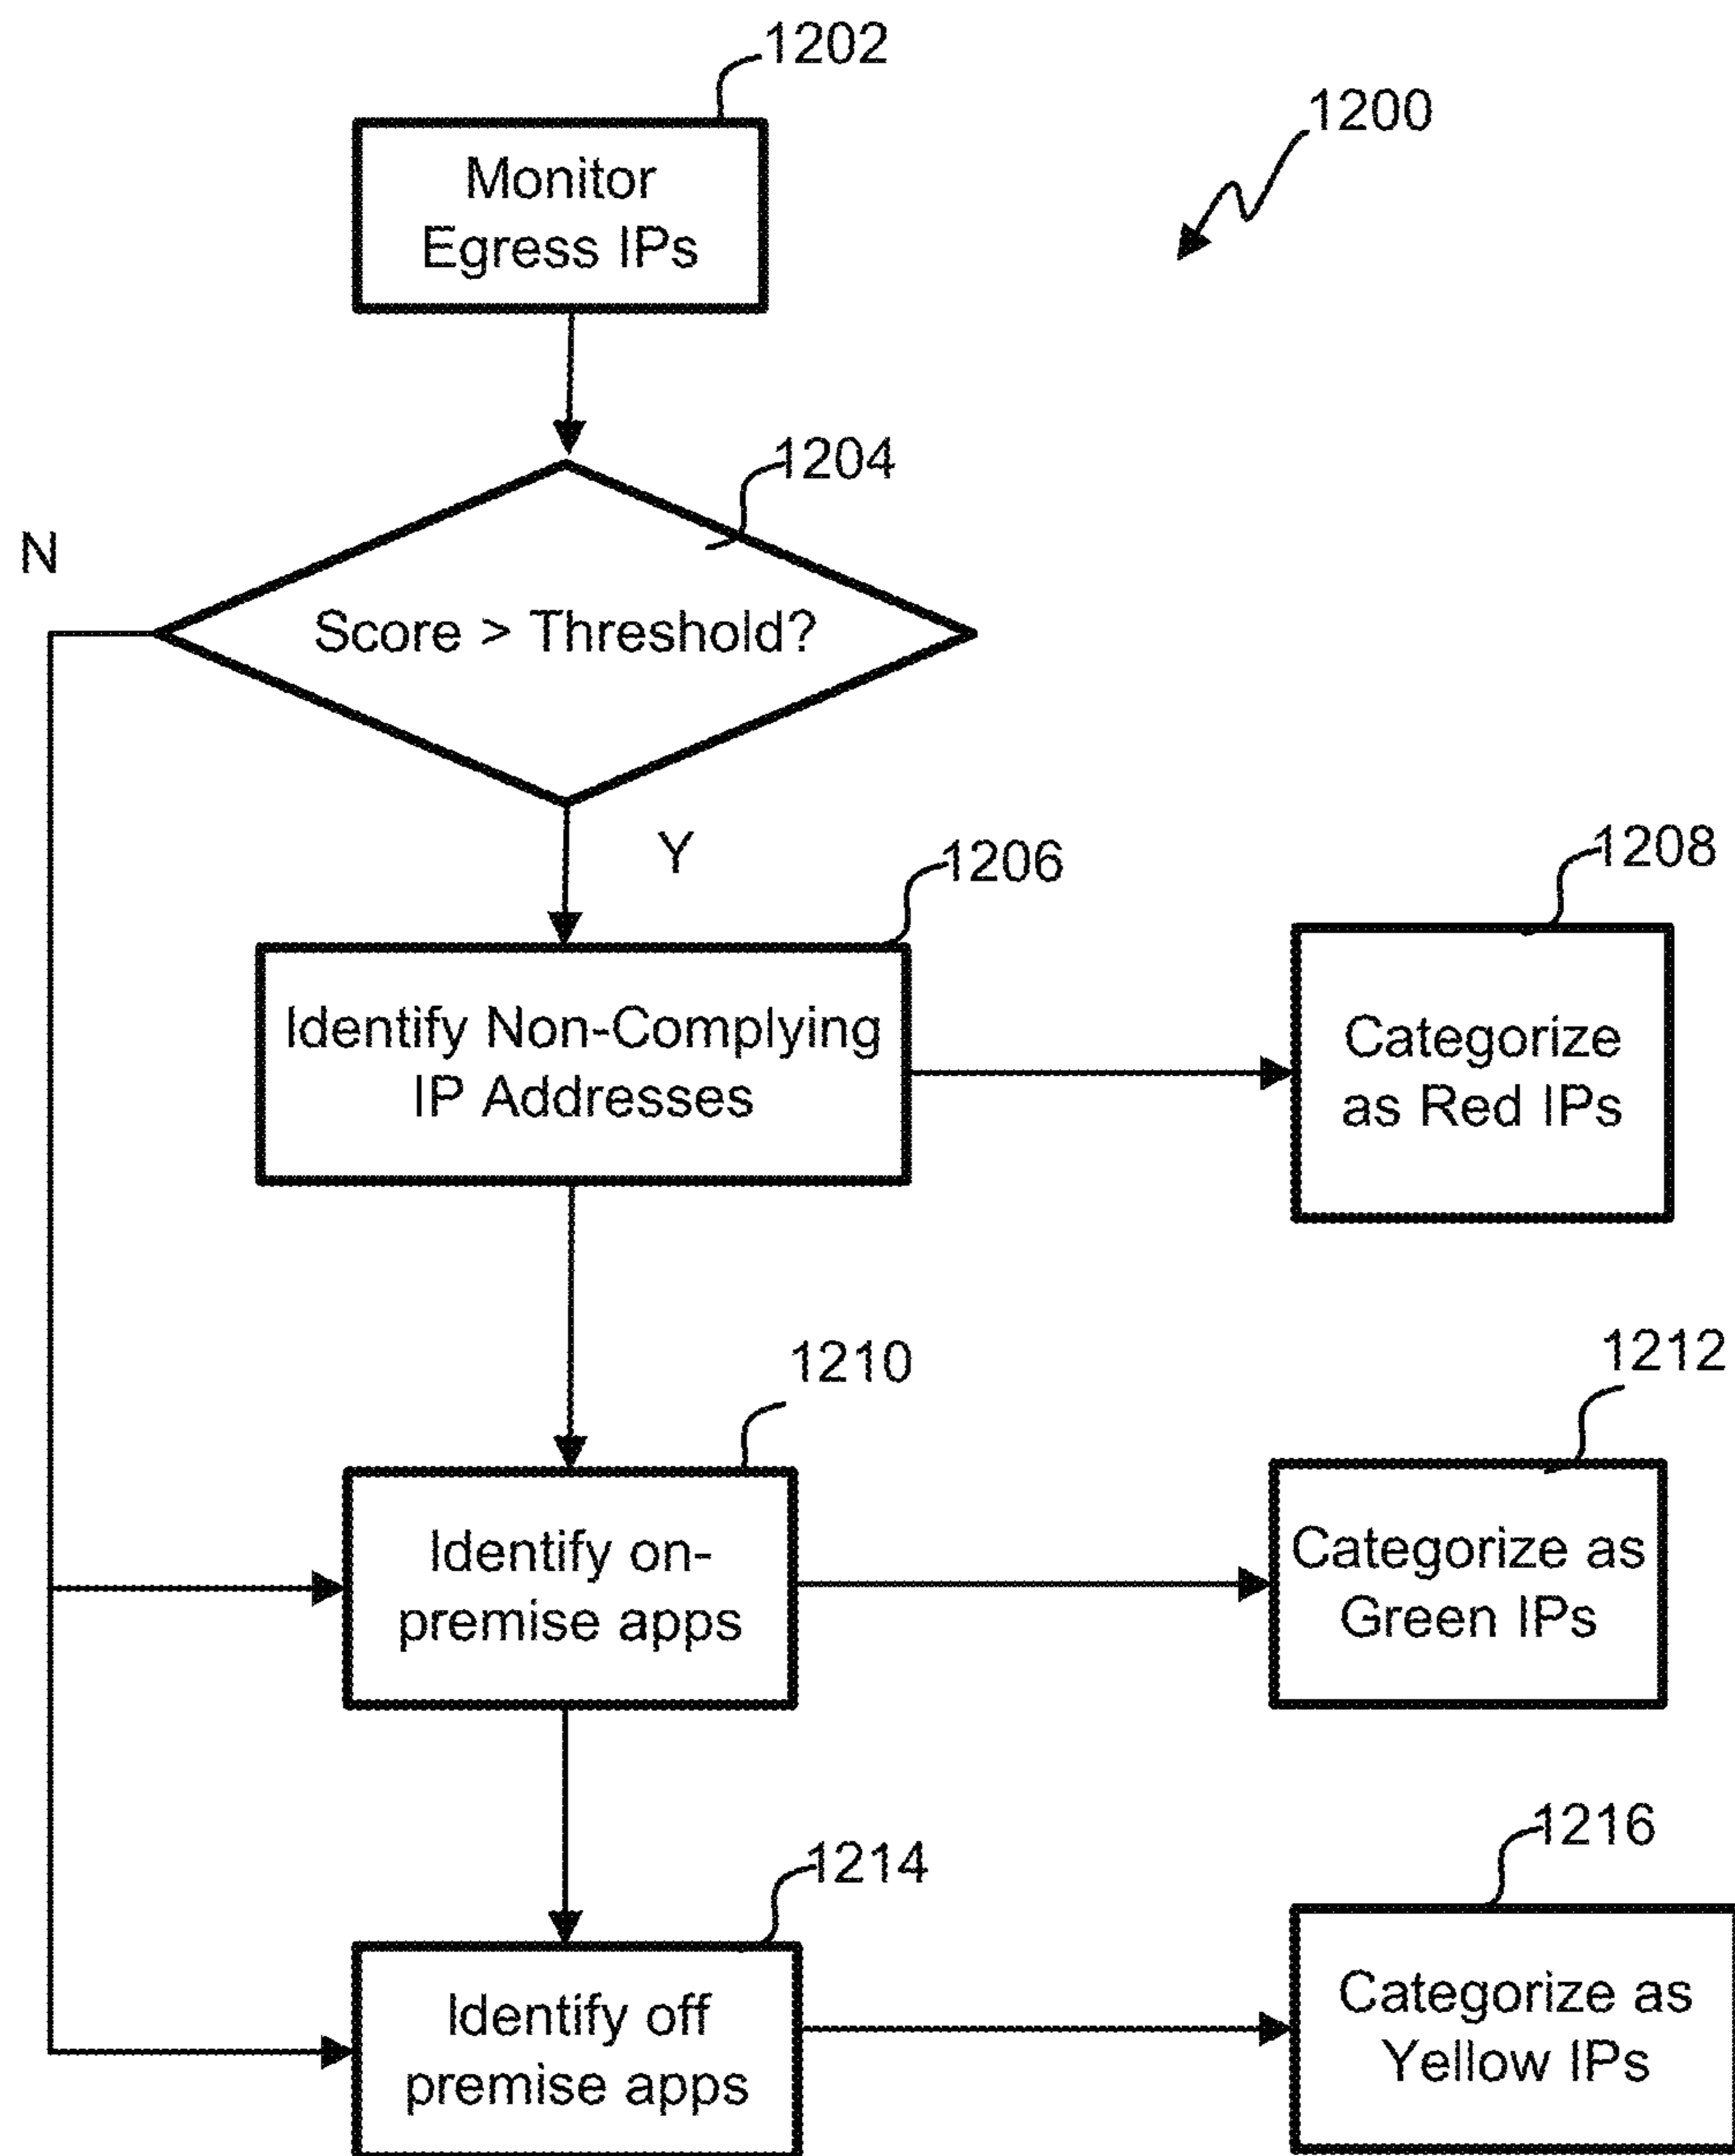 1202
1200
Monitor
Egress IPs
1204
N
Score > Threshold?
Y
1206
1208
Identify Non-Complying
IP Addresses
Categorize
as Red IPs
1210
1212
Identify on-
premise apps
Categorize as
Green IPs
1214
1216
Identify off
premise apps
Categorize as
Yellow IPs